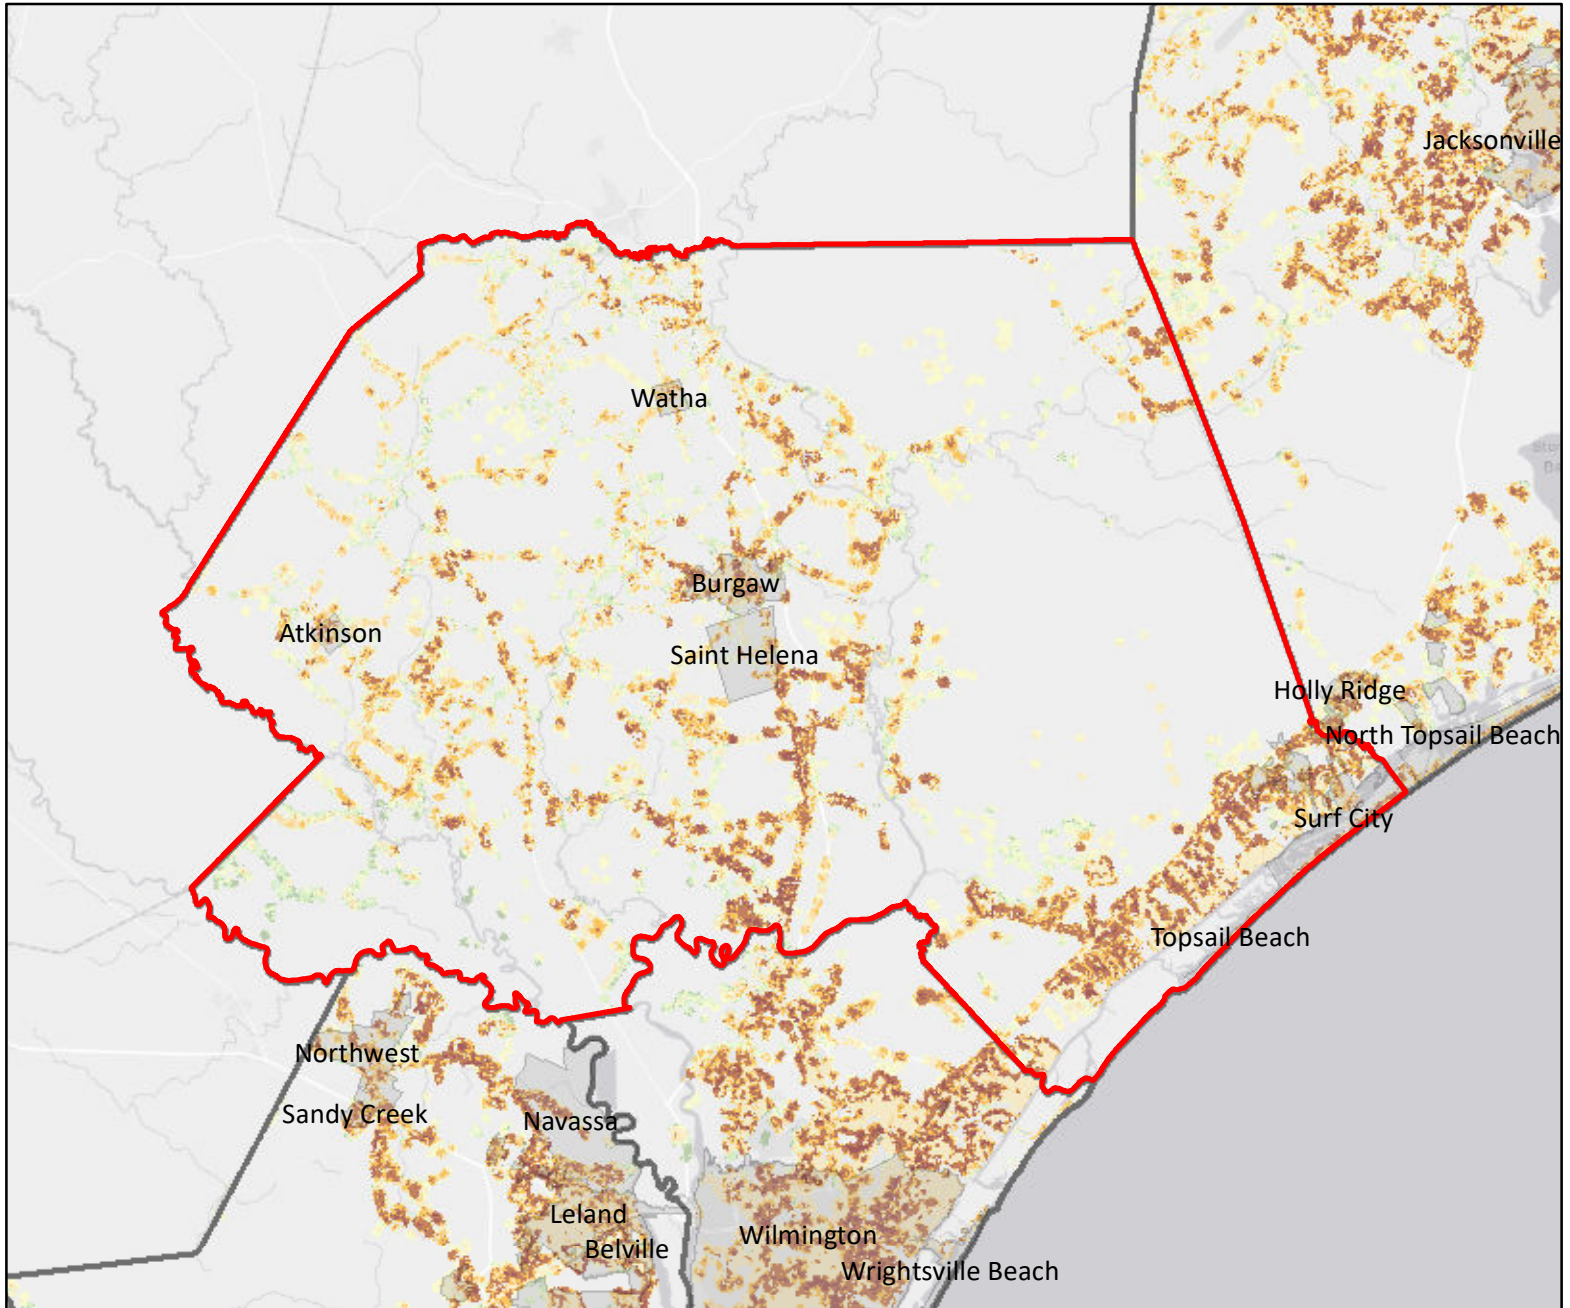 Jacksonville
Watha
Burgaw
Atkinson
Saint Helena
Holly Ridge
North Topsail Beach
Surf City
Topsail Beach
Northwest
Sandy Creek
Navassa
Leland
Wilmington
Belville
Wrightsville Beach